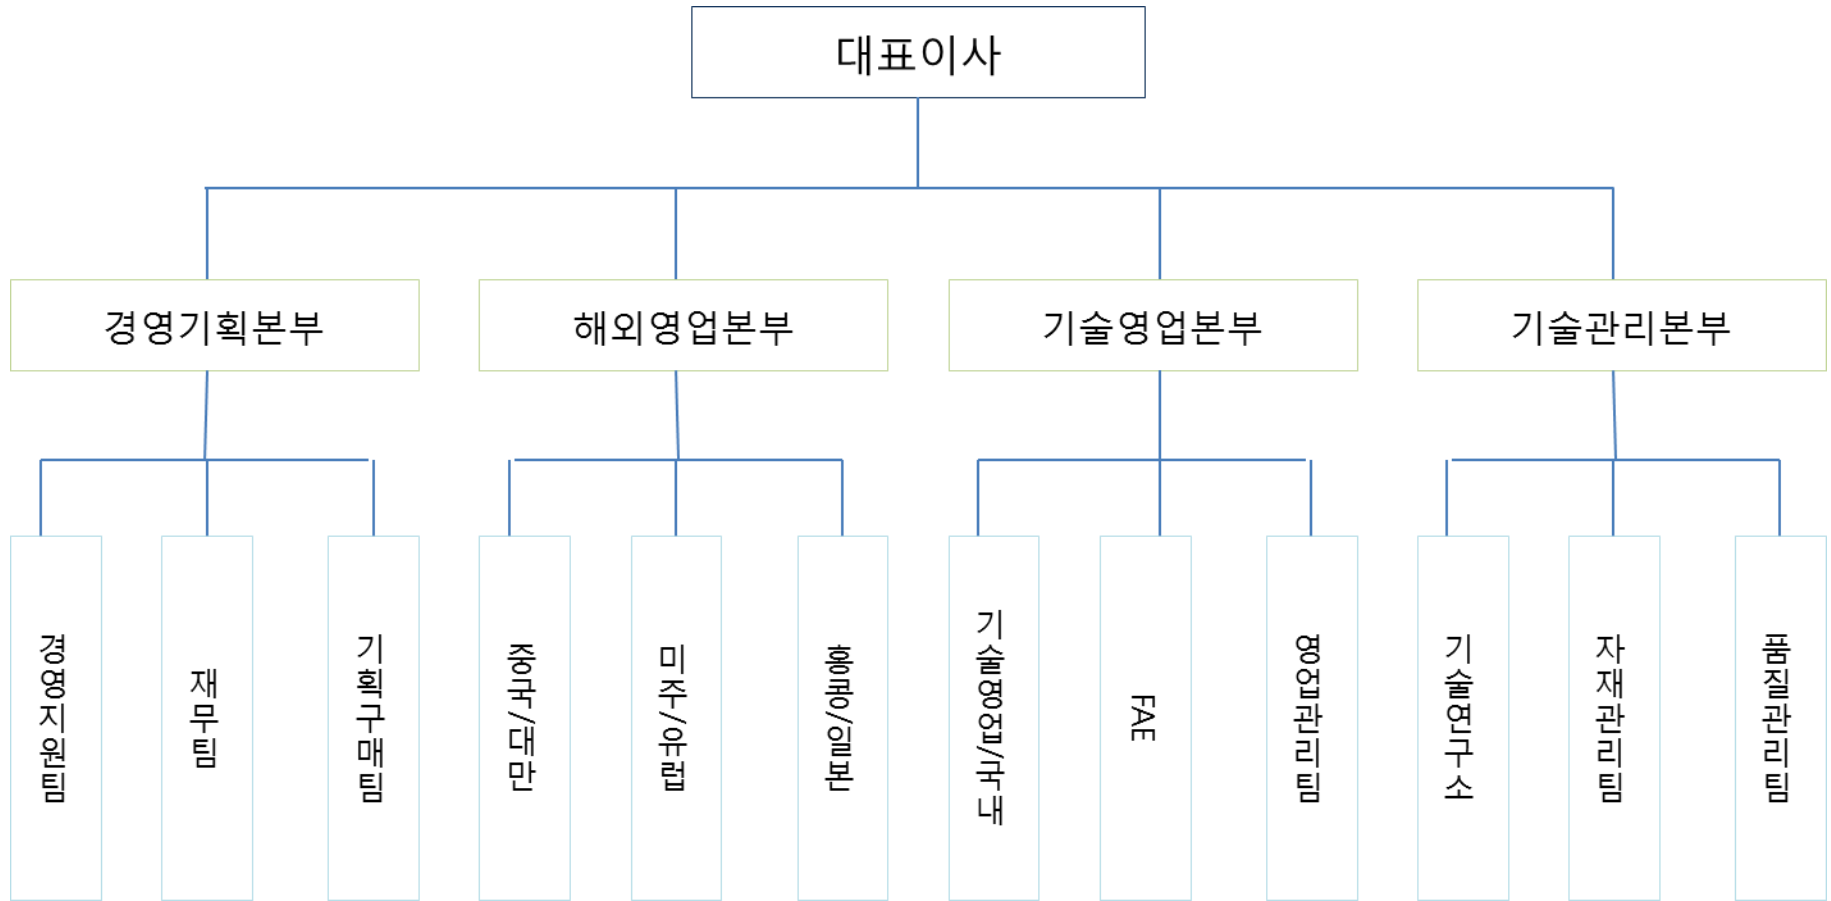 대표이사
경영기획본부
해외영업본부
기술영업본부
기술관리본부
경영지원팀
재무팀
기획구매팀
중국/대만
미주/유럽
홍콩/일본
기술영업/국내
FAE
영업관리팀
기술연구소
자재관리팀
품질관리팀